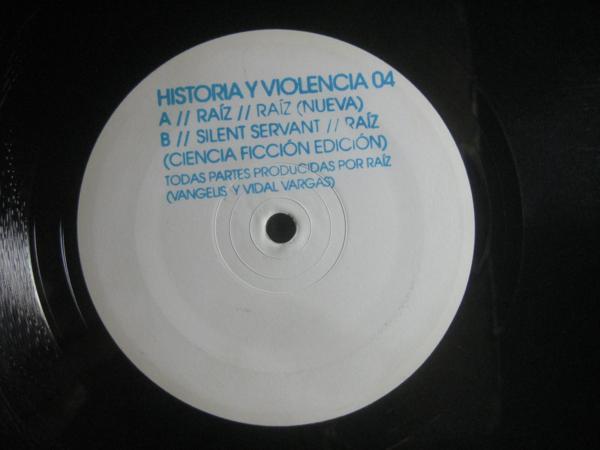 HISTORIA Y VIOLENCIA 04
A // RAÍZ // RAÍZ (NUEVA)
B // SILENT SERVANT // RAÍZ
(CIENCIA FICCIÓN EDICIÓN)
TODAS PARTES PRODUCIDAS POR RAÍZ
(VANGELIS Y VIDAL VARGAS)